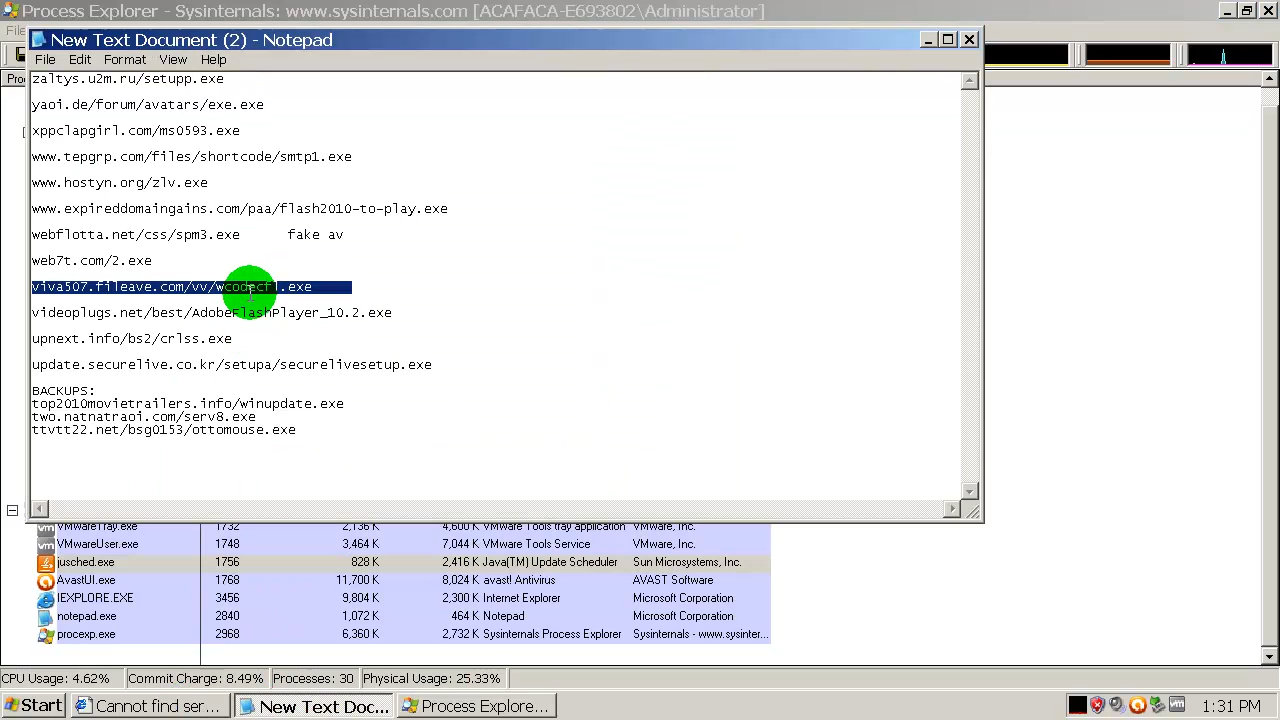 Process Explorer - Sysinternals: www.sysinternals.com [ACAFACA-E693802\Administrator]
New Text Document (2) - Notepad
File Edit Format View Help
zaltys.u2m.ru/setupp.exe
yaoi.de/forum/avatars/exe.exe
xppclapgirl.com/ms0593.exe
www.tepgrp.com/files/shortcode/smtp1.exe
www.hostyn.org/zlv.exe
www.expireddomaingains.com/paa/flash2010-to-play.exe
webflotta.net/css/spm3.exe fake av
web7t.com/2.exe
viva507.fileave.com/vv/wcodecfl.exe
videoplugs.net/best/AdobeFlashPlayer_10.2.exe
upnext.info/bs2/crlss.exe
update.securelive.co.kr/setupa/securelivesetup.exe
BACKUPS:
top2010movietrailers.info/winupdate.exe
two.natnatraoi.com/serv8.exe
ttvtt22.net/bsg0153/ottomouse.exe
VMwareTray.exe 1732 2,136 K 4,600 K VMware Tools tray application VMware, Inc.
VMwareUser.exe 1748 3,464 K 7,044 K VMware Tools Service VMware, Inc.
jusched.exe 1756 828 K 2,416 K Java(TM) Update Scheduler Sun Microsystems, Inc.
AvastUI.exe 1768 11,700 K 8,024 K avast! Antivirus AVAST Software
IEXPLORE.EXE 3456 9,804 K 2,300 K Internet Explorer Microsoft Corporation
notepad.exe 2840 1,072 K 464 K Notepad Microsoft Corporation
procexp.exe 2968 6,360 K 2,732 K Sysinternals Process Explorer Sysinternals - www.sysinter...
CPU Usage: 4.62% Commit Charge: 8.49% Processes: 30 Physical Usage: 25.33%
Start Cannot find ser... New Text Doc... Process Explore... 1:31 PM